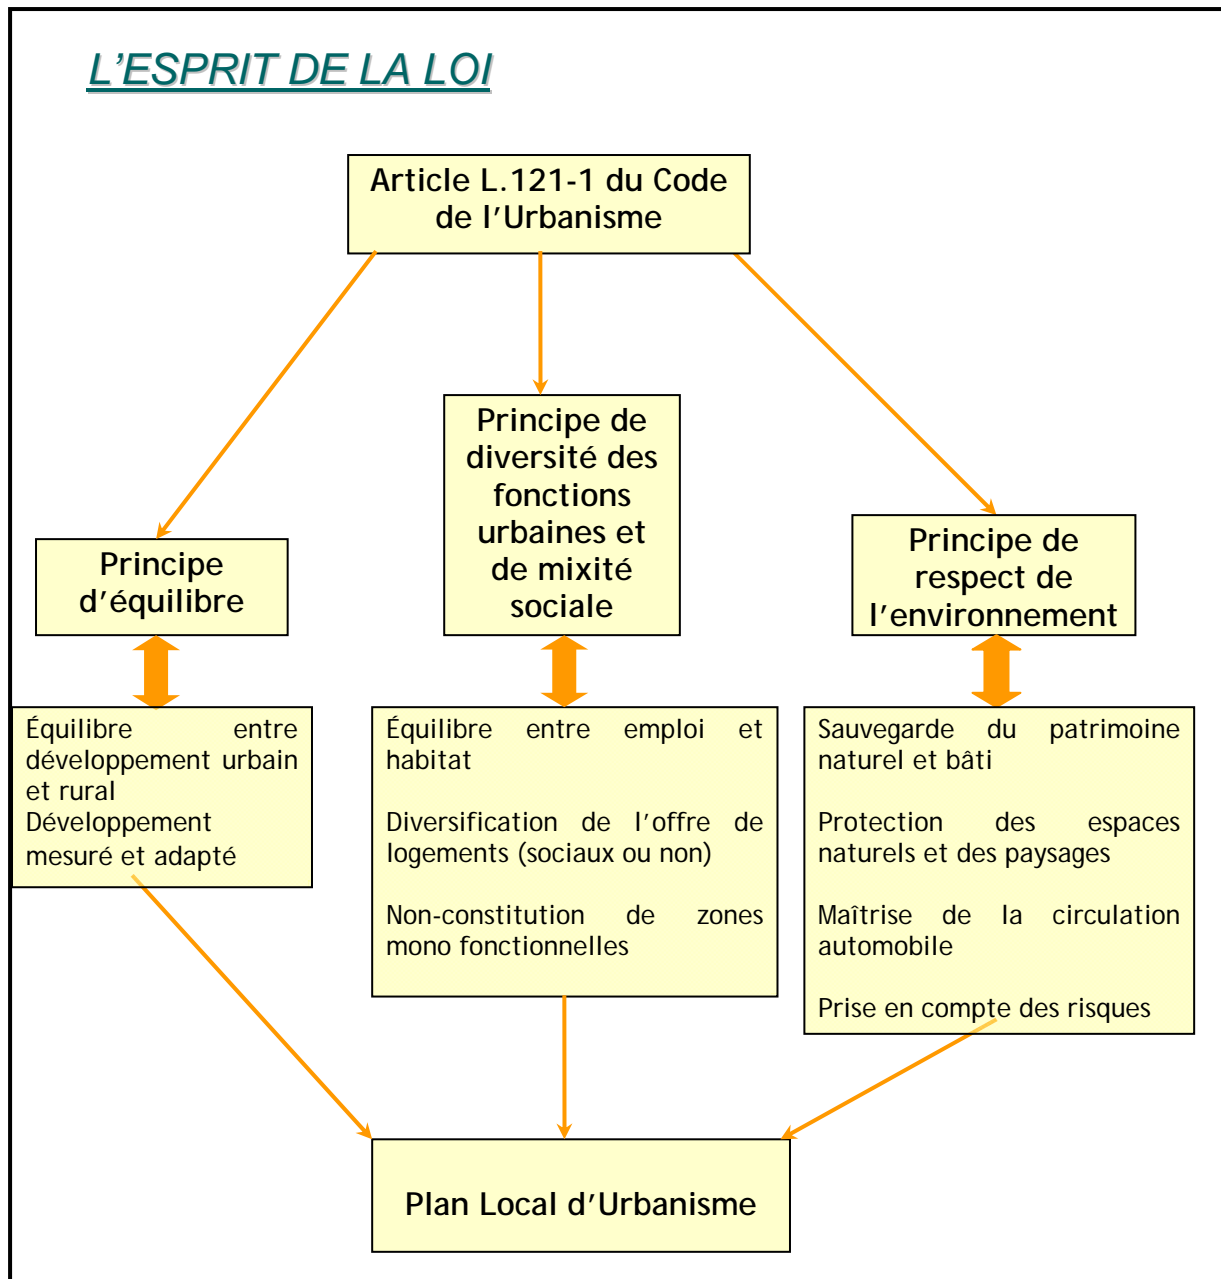 L'ESPRIT DE LA LOI
Article L.121-1 du Code
de l'Urbanisme
Principe
d'équilibre
Principe de
diversité des
fonctions
urbaines et
de mixité
sociale
Principe de
respect de
l'environnement
Équilibre entre
développement urbain
et rural
Développement
mesuré et adapté
Équilibre entre emploi et
habitat
Diversification de l'offre de
logements (sociaux ou non)
Non-constitution de zones
mono fonctionnelles
Sauvegarde du patrimoine
naturel et bâti
Protection des espaces
naturels et des paysages
Maîtrise de la circulation
automobile
Prise en compte des risques
Plan Local d'Urbanisme